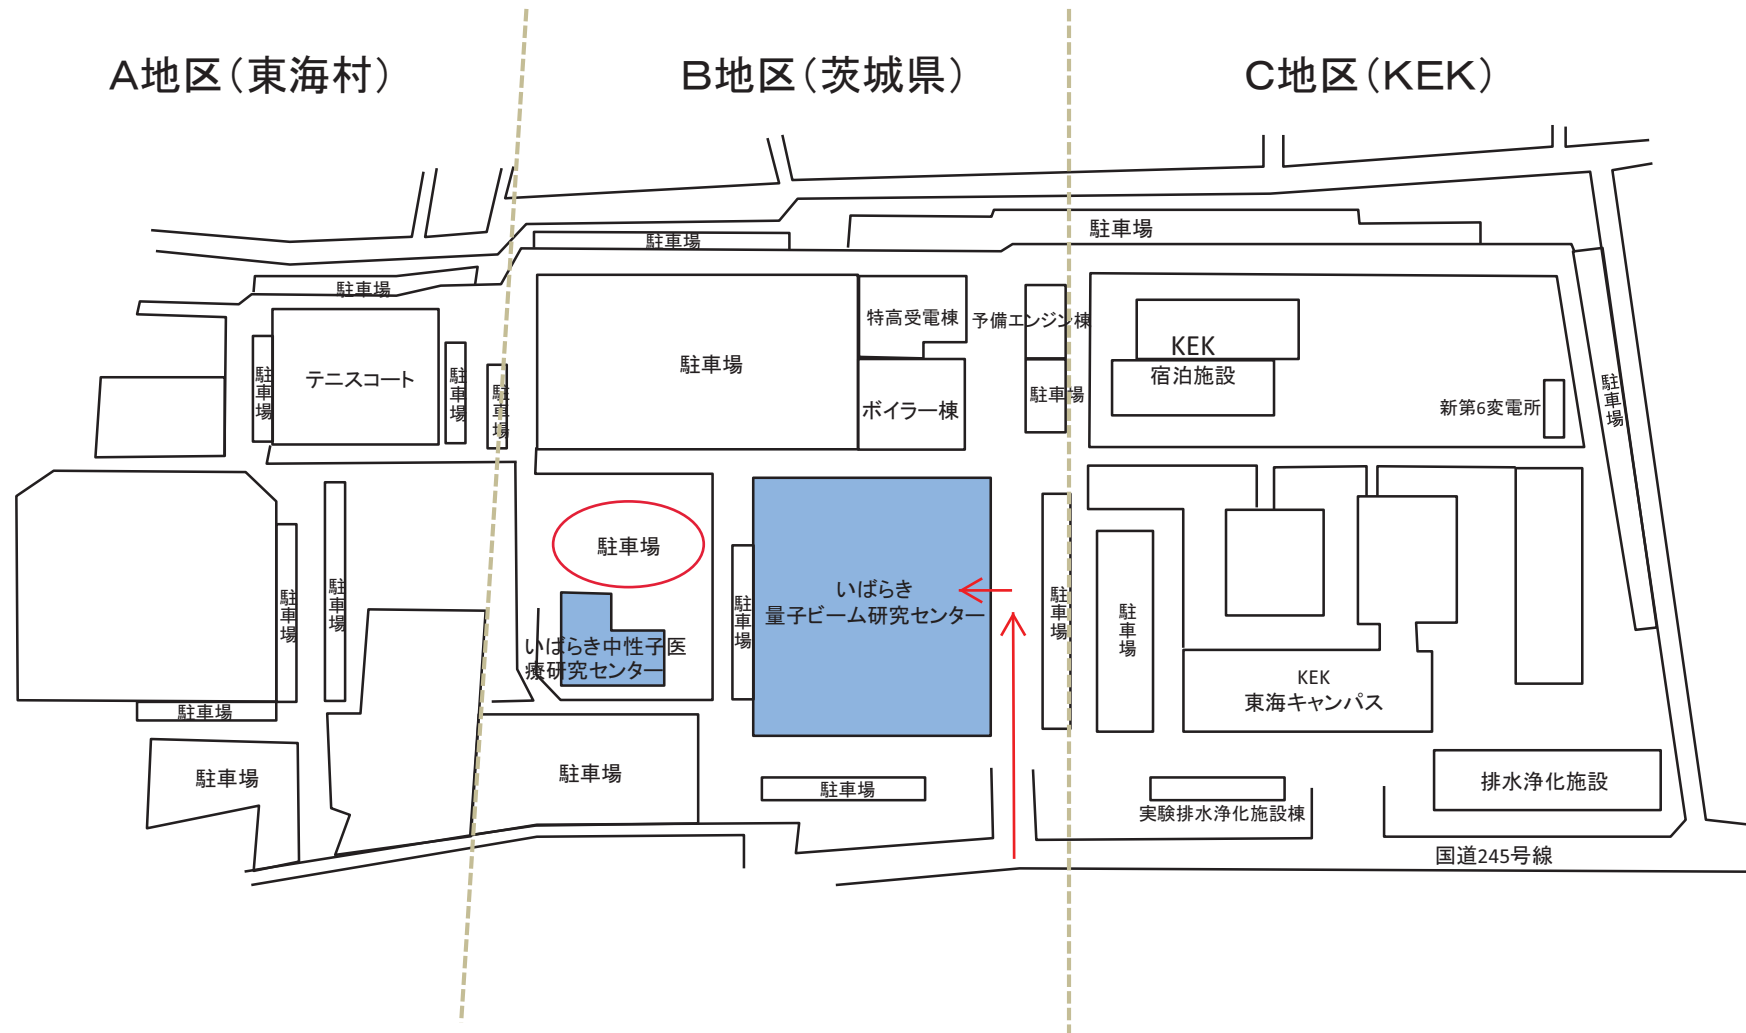 A地区（東海村）
B地区（茨城県）
C地区（KEK）
駐車場
駐車場
駐車場
特高受電棟
予備エンジン棟
KEK
宿泊施設
駐車場
テニスコート
駐車場
駐車場
駐車場
ボイラー棟
駐車場
新第6変電所
駐車場
駐車場
駐車場
駐車場
駐車場
いばらき中性子医
療研究センター
駐車場
いばらき
量子ビーム研究センター
駐車場
駐車場
KEK
東海キャンパス
駐車場
駐車場
駐車場
駐車場
実験排水浄化施設棟
排水浄化施設
国道245号線